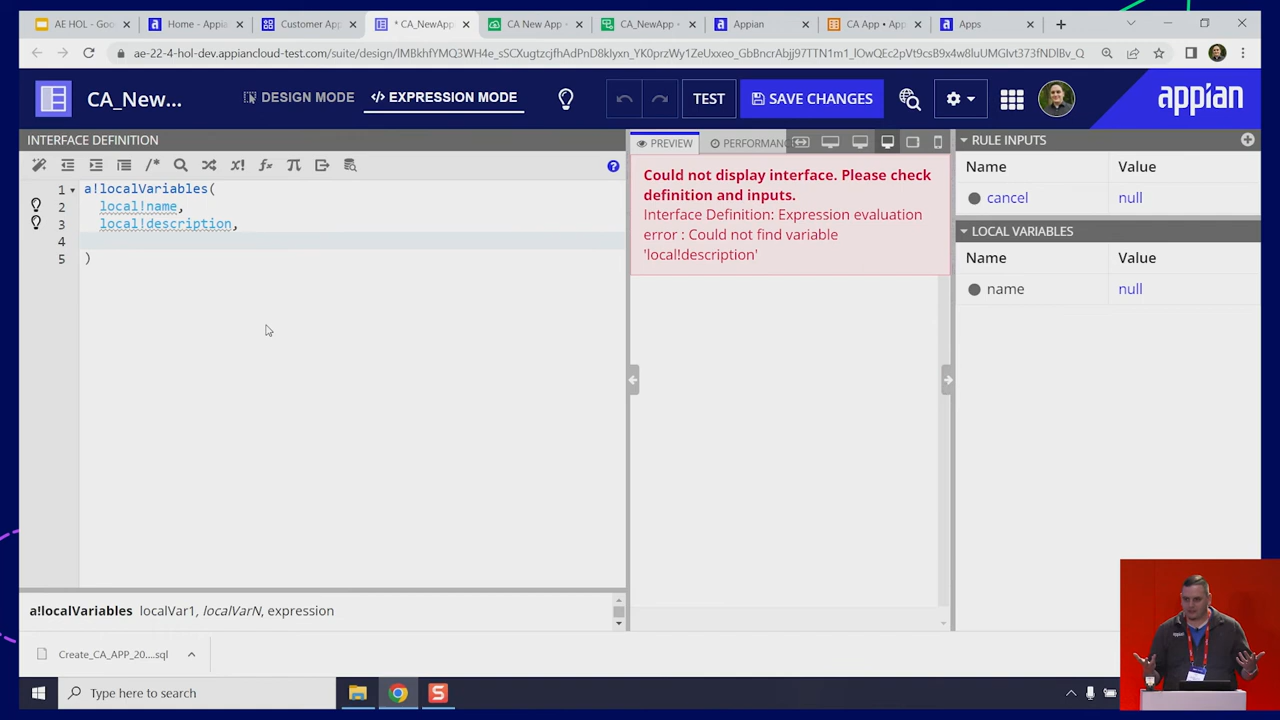 AE HOL - Goo
Home - Appia
Customer App
* CA_NewApp
CA New App -
CA_NewApp -
Appian
CA App • App
Apps
CA_New...
DESIGN MODE
</> EXPRESSION MODE
TEST
SAVE CHANGES
appian
INTERFACE DEFINITION
PREVIEW
PERFORMANC
RULE INPUTS
Name
Value
cancel
null
LOCAL VARIABLES
Name
Value
name
null
1
a!localVariables(
2
local!name,
3
local!description,
4
5
)
Could not display interface. Please check
definition and inputs.
Interface Definition: Expression evaluation
error : Could not find variable
'local!description'
a!localVariables localVar1, localVarN, expression
Create_CA_APP_20....sql
Type here to search